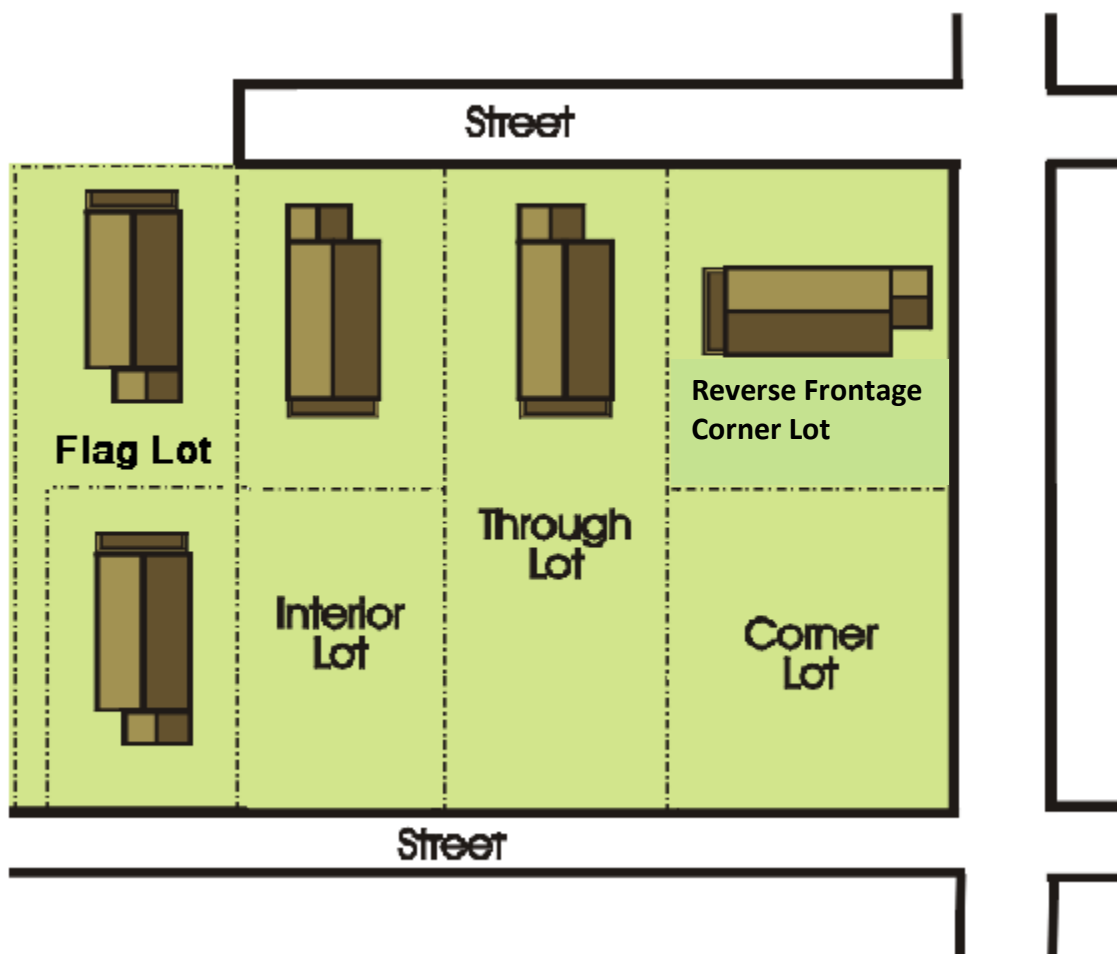 Street
Reverse Frontage
Corner Lot
Flag Lot
Through
Lot
Interior
Lot
Corner
Lot
Street